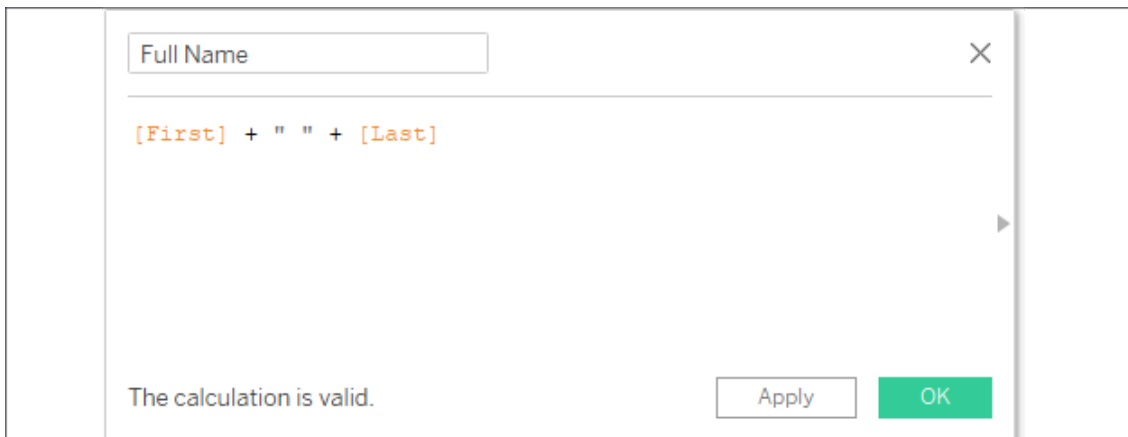 Full Name
[First] + " " + [Last]
The calculation is valid.
Apply
OK